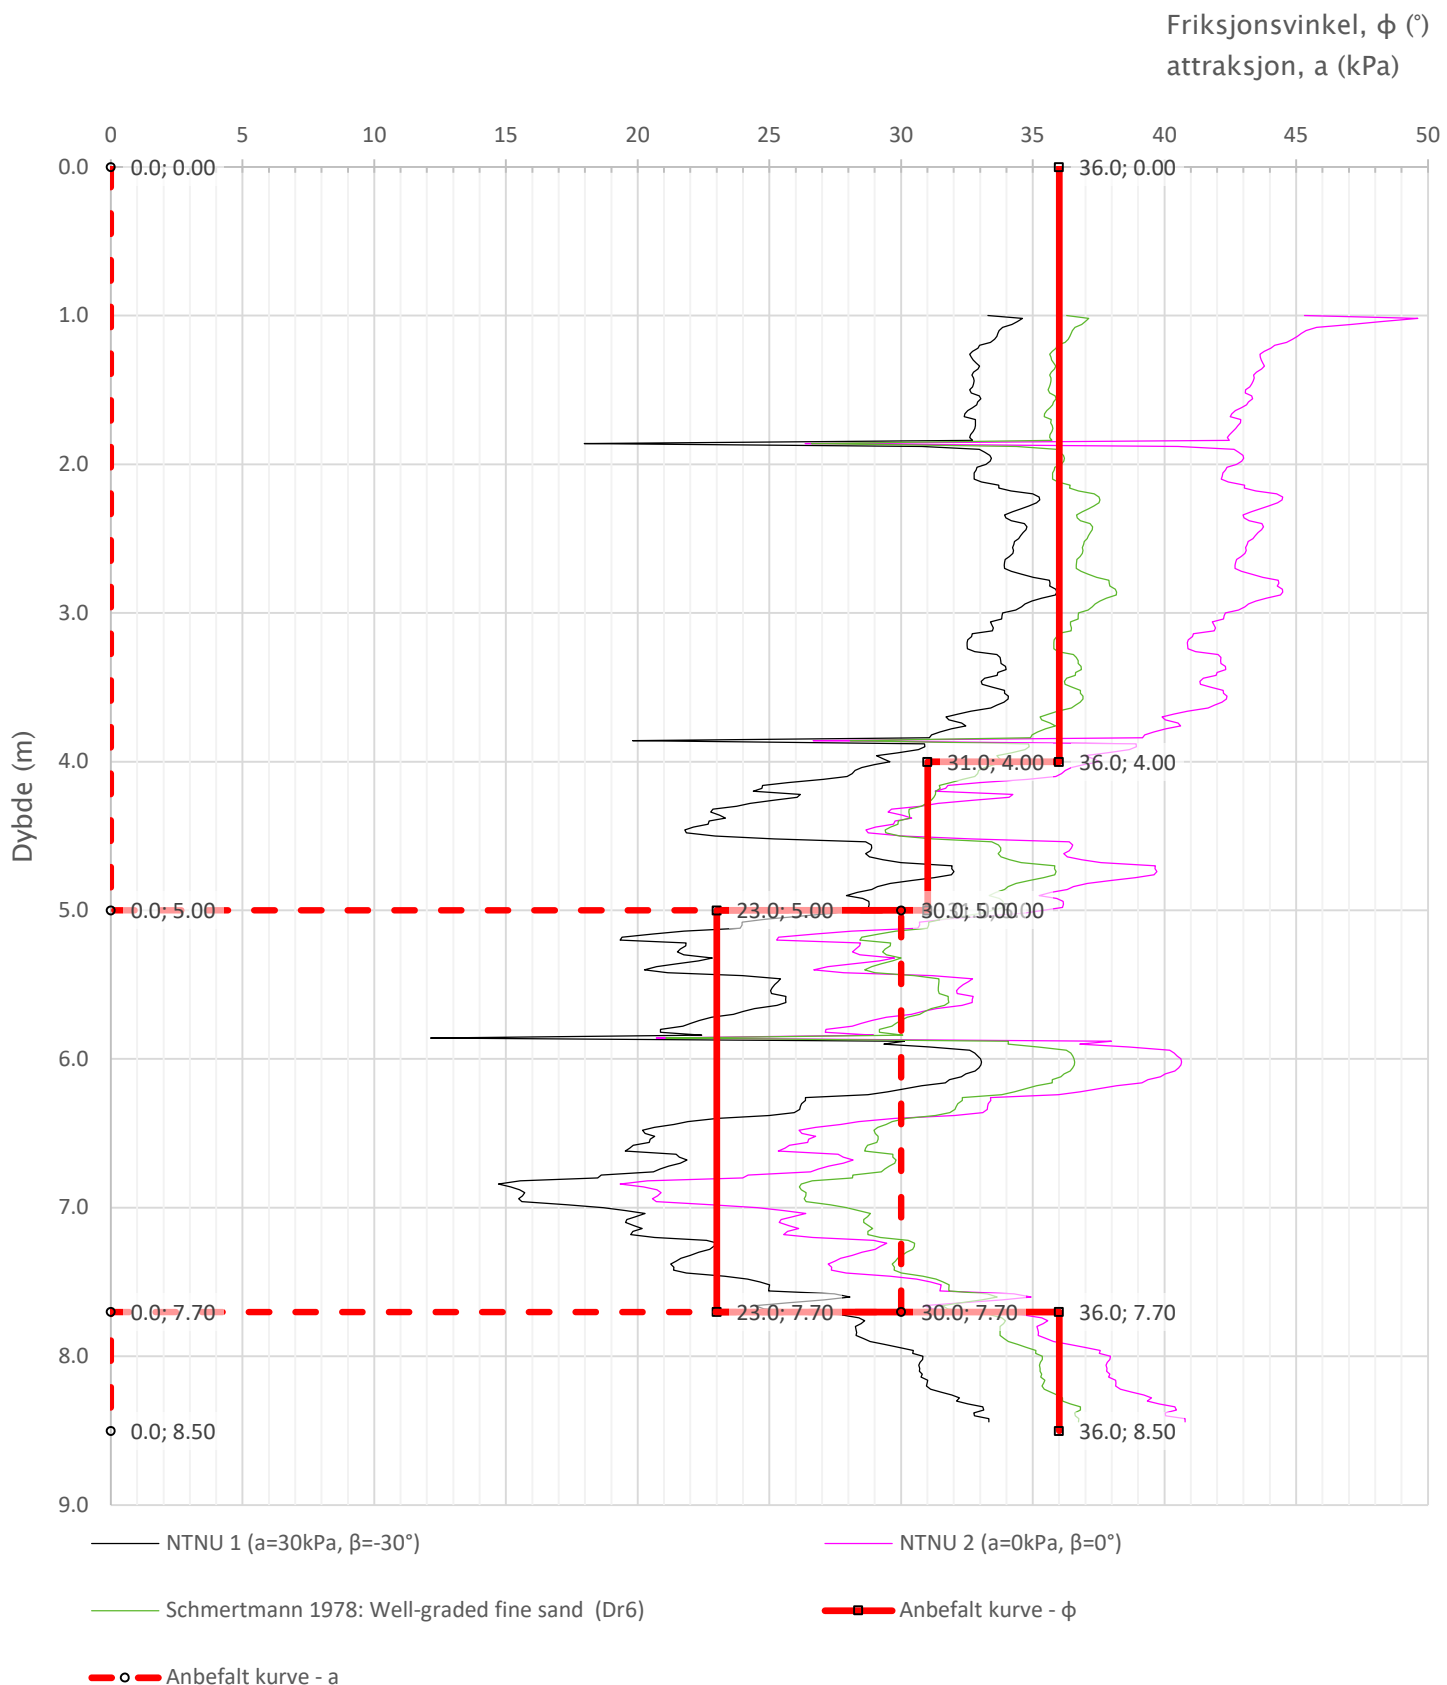 Friksjonsvinkel, ϕ (°)
attraksjon, a (kPa)
0 5 10 15 20 25 30 35 40 45 50
0.0
0.0; 0.00
36.0; 0.00
1.0
2.0
3.0
4.0
31.0; 4.00
36.0; 4.00
Dybde (m)
5.0
0.0; 5.00
23.0; 5.00
30.0; 5.00
6.0
7.0
0.0; 7.70
23.0; 7.70
30.0; 7.70
36.0; 7.70
8.0
0.0; 8.50
36.0; 8.50
9.0
NTNU 1 (a=30kPa, β=-30°)
NTNU 2 (a=0kPa, β=0°)
Schmertmann 1978: Well-graded fine sand (Dr6)
Anbefalt kurve - ϕ
Anbefalt kurve - a